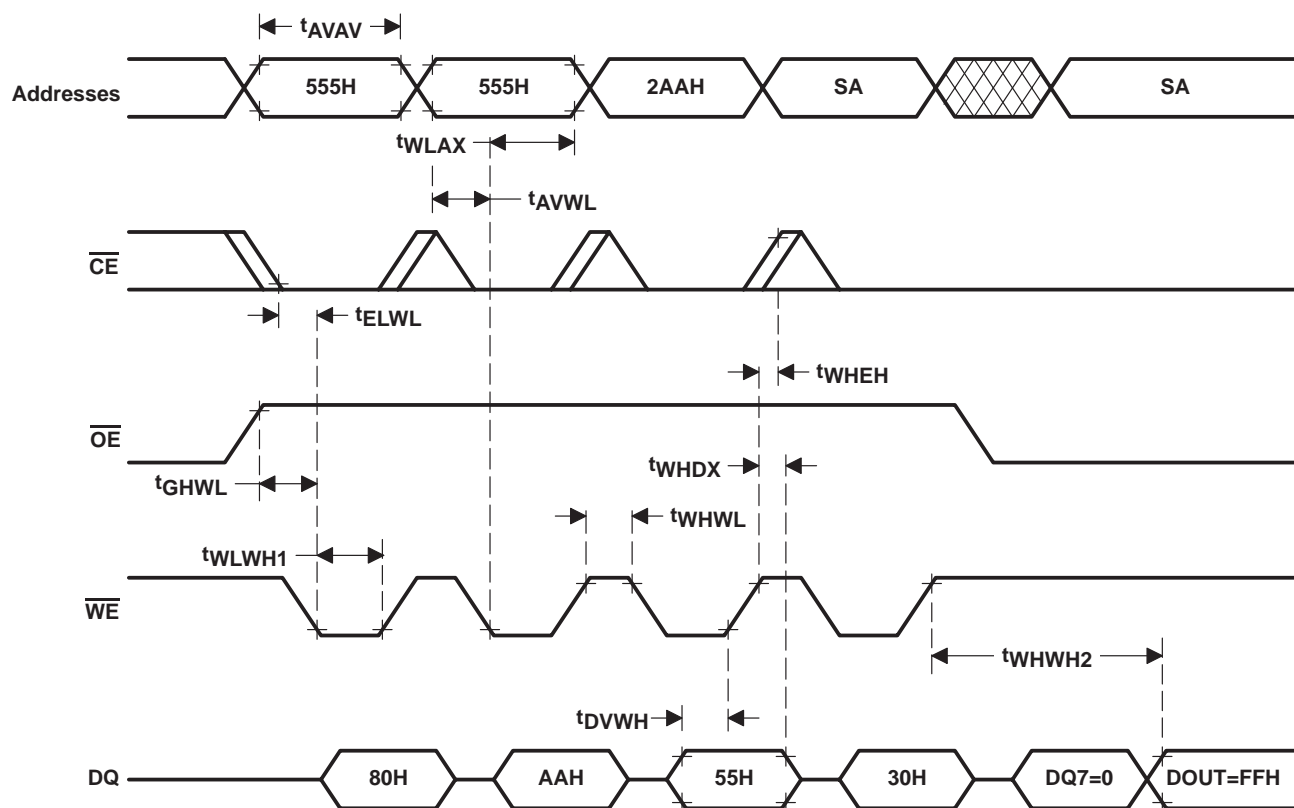 tAVAV
Addresses 555H 555H 2AAH SA SA
tWLAX
tAVWL
CE
tELWL
tWHEH
OE
tWHDX
tGHWL
tWHWL
tWLWH1
WE
tWHWH2
tDVWH
DQ 80H AAH 55H 30H DQ7=0 DOUT=FFH